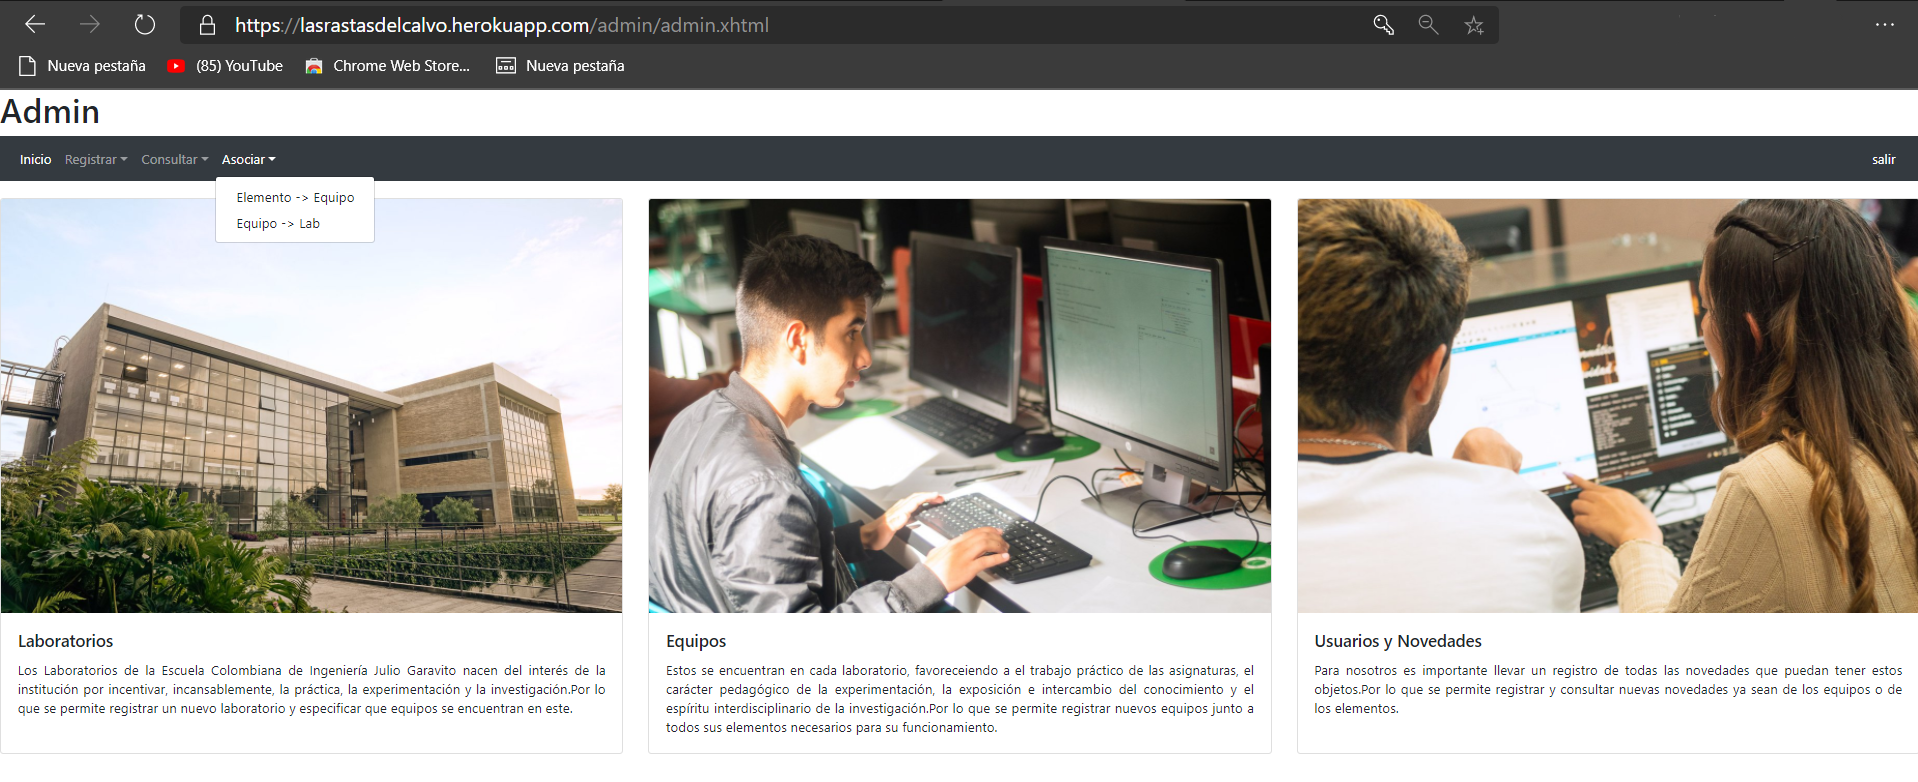 https://lasrastasdelcalvo.herokuapp.com/admin/admin.xhtml
Nueva pestaña (85) YouTube Chrome Web Store... Nueva pestaña
Admin
Inicio Registrar Consultar Asociar salir
Elemento -> Equipo
Equipo -> Lab
Laboratorios
Los Laboratorios de la Escuela Colombiana de Ingeniería Julio Garavito nacen del interés de la
institución por incentivar, incansablemente, la práctica, la experimentación y la investigación.Por lo
que se permite registrar un nuevo laboratorio y especificar que equipos se encuentran en este.
Equipos
Estos se encuentran en cada laboratorio, favoreceiendo a el trabajo práctico de las asignaturas, el
carácter pedagógico de la experimentación, la exposición e intercambio del conocimiento y el
espíritu interdisciplinario de la investigación.Por lo que se permite registrar nuevos equipos junto a
todos sus elementos necesarios para su funcionamiento.
Usuarios y Novedades
Para nosotros es importante llevar un registro de todas las novedades que puedan tener estos
objetos.Por lo que se permite registrar y consultar nuevas novedades ya sean de los equipos o de
los elementos.